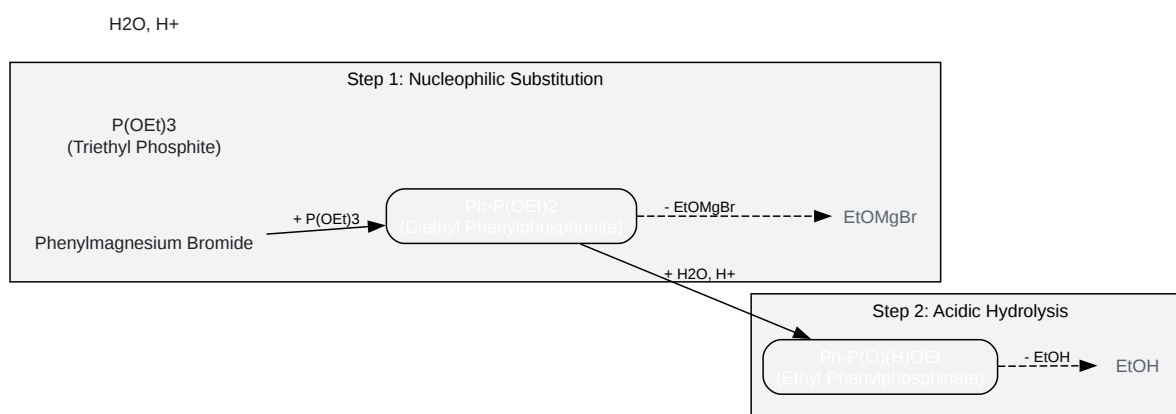 H2O, H+
Step 1: Nucleophilic Substitution
P(OEt)3
(Triethyl Phosphite)
Phenylmagnesium Bromide
+ P(OEt)3
Ph-P(OEt)2
(Diethyl Phenylphosphonite)
- EtOMgBr
EtOMgBr
+ H2O, H+
Step 2: Acidic Hydrolysis
Ph-P(O)(H)OEt
(Ethyl Phenylphosphinate)
- EtOH
EtOH